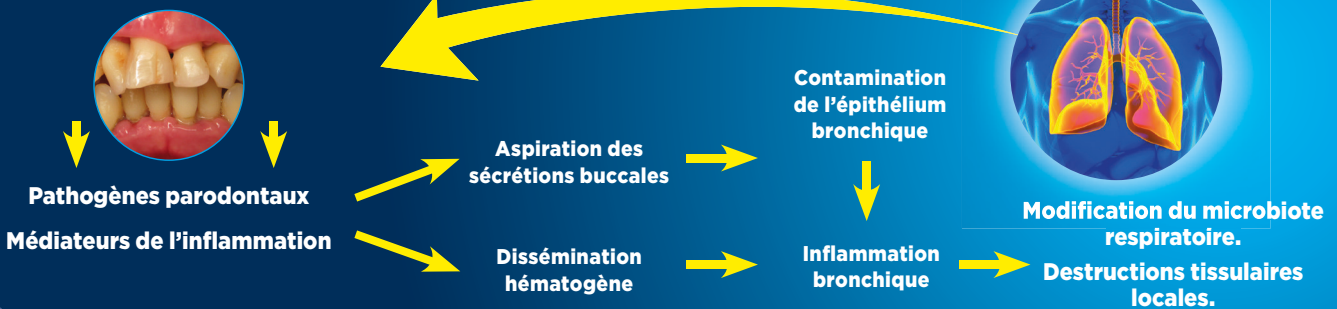 Pathogènes parodontaux
Médiateurs de l’inflammation
Aspiration des
sécrétions buccales
Dissémination
hématogène
Contamination
de l’épithélium
bronchique
Inflammation
bronchique
Modification du microbiote
respiratoire.
Destructions tissulaires
locales.